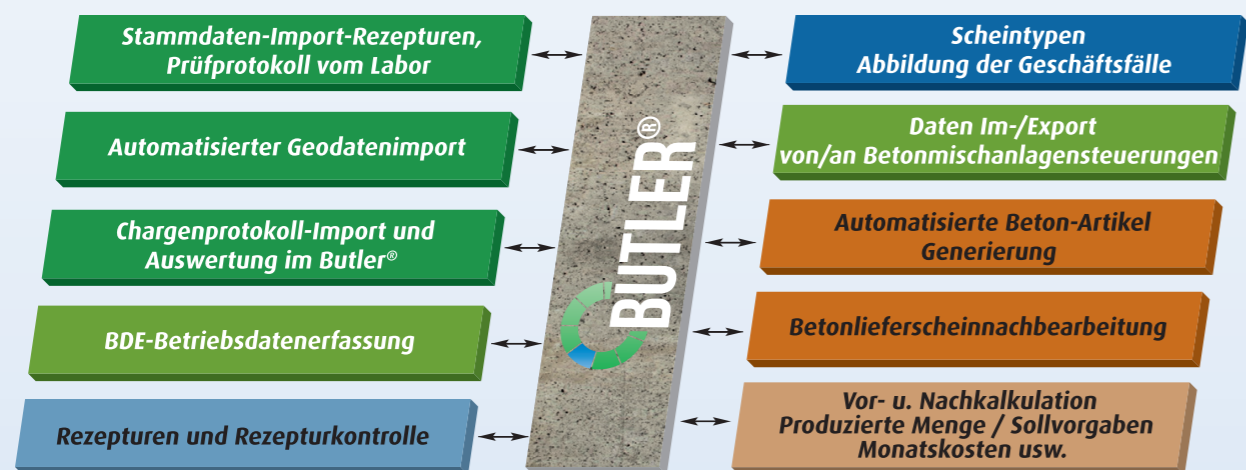 Stammdaten-Import-Rezepturen,
Prüfprotokoll vom Labor
Automatisierter Geodatenimport
Chargenprotokoll-Import und
Auswertung im Butler®
BDE-Betriebsdatenerfassung
Rezepturen und Rezepturkontrolle
BUTLER®
Scheintypen
Abbildung der Geschäftsfälle
Daten Im-/Export
von/an Betonmischanlagensteuerungen
Automatisierte Beton-Artikel
Generierung
Betonlieferscheinnachbearbeitung
Vor- u. Nachkalkulation
Produzierte Menge / Sollvorgaben
Monatskosten usw.